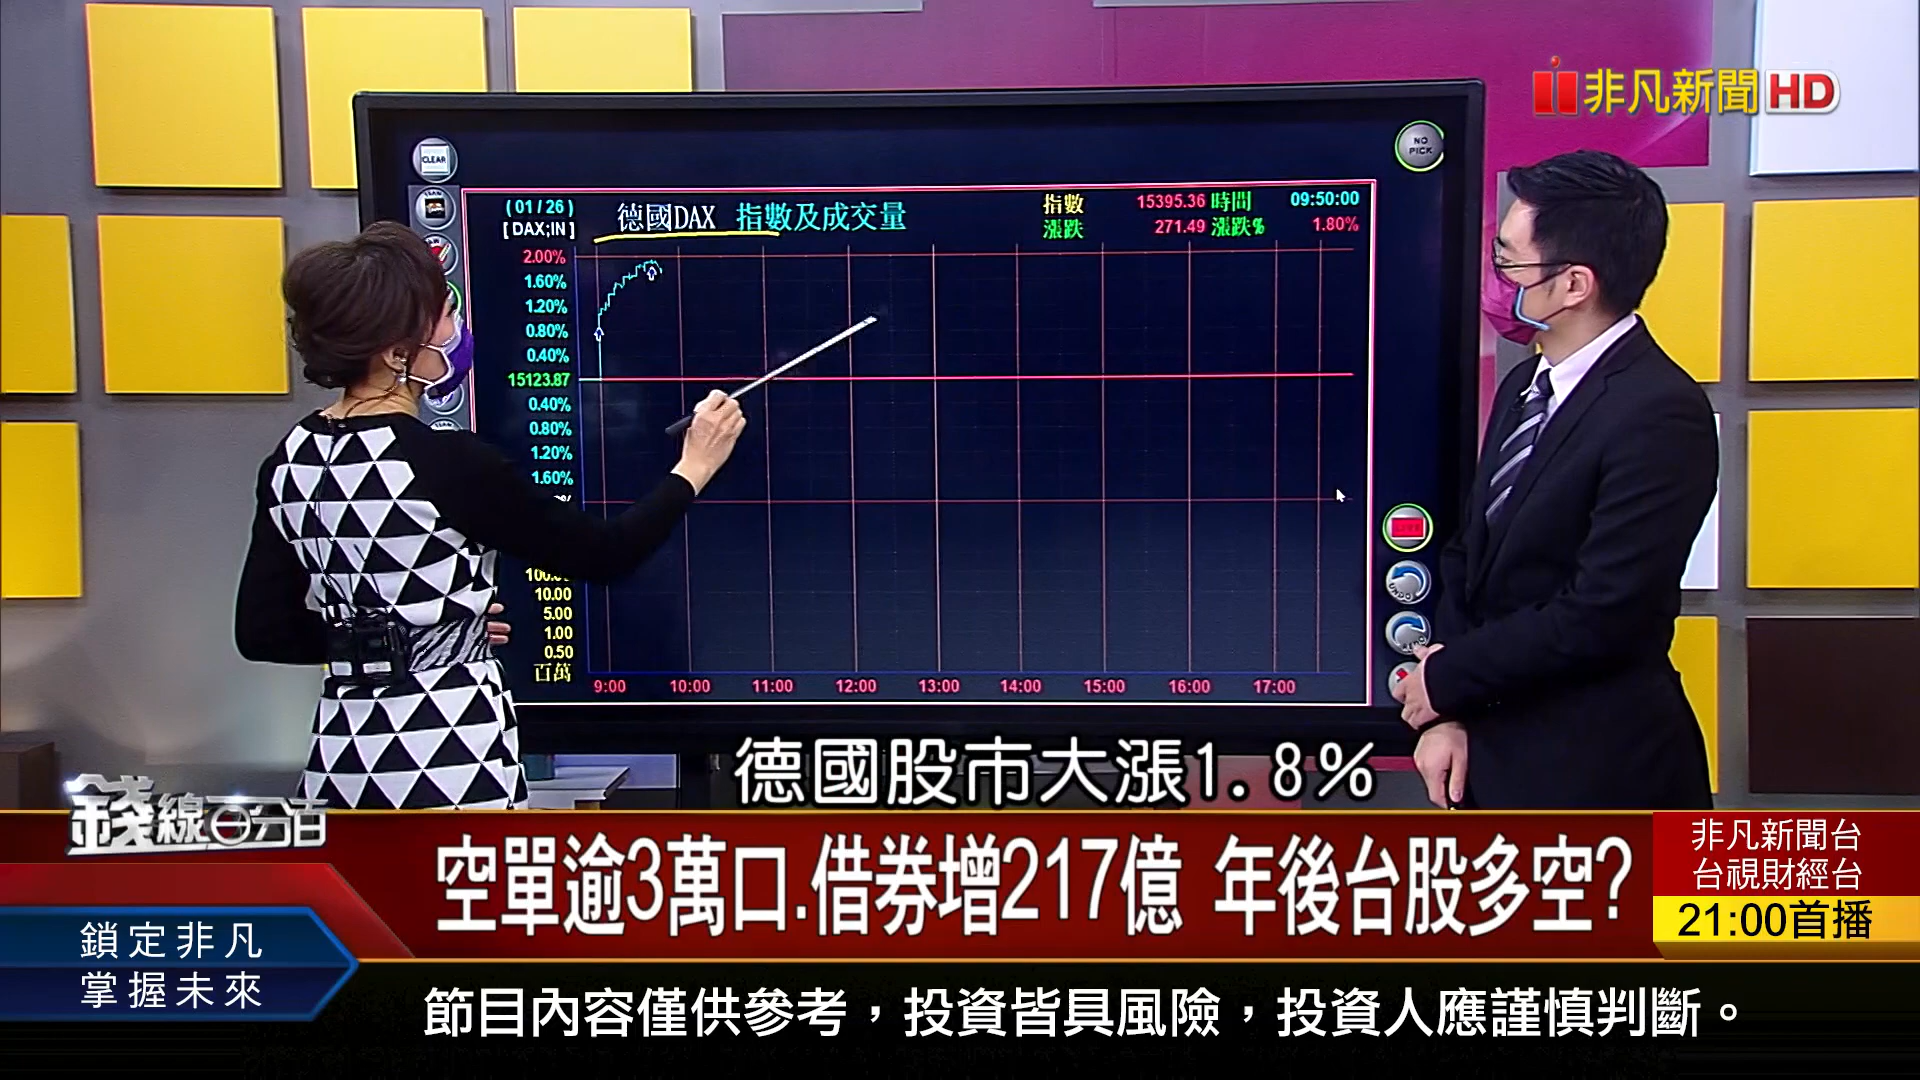 非凡新聞HD
CLEAR
NO PICK
(01/26)
[DAX;IN]
德國DAX 指數及成交量
指數 15395.36 時間 09:50:00
漲跌 271.49 漲跌% 1.80%
2.00%
1.60%
1.20%
0.80%
0.40%
15123.87
0.40%
0.80%
1.20%
1.60%
10.00
5.00
1.00
0.50
百萬
9:00 10:00 11:00 12:00 13:00 14:00 15:00 16:00 17:00
UNDO
德國股市大漲1.8%
錢線百分百
空單逾3萬口.借券增217億 年後台股多空?
非凡新聞台
台視財經台
21:00首播
鎖定非凡
掌握未來
節目內容僅供參考，投資皆具風險，投資人應謹慎判斷。